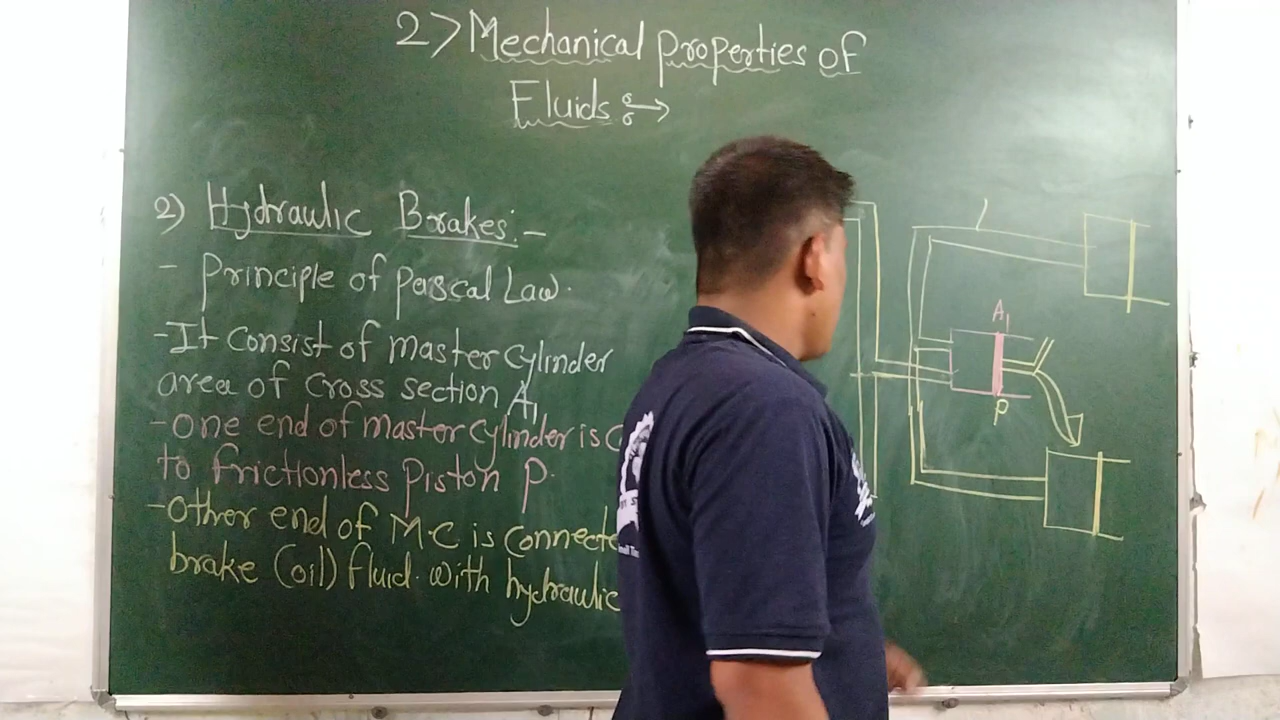 2> Mechanical properties of
Fluids :→
2) Hydraulic Brakes:-
- Principle of pascal Law.
- It consist of master cylinder
area of cross section A1
- one end of master cylinder is
to frictionless piston P.
- Other end of M.C is
brake (oil) fluid. with hydraulic
A1
P